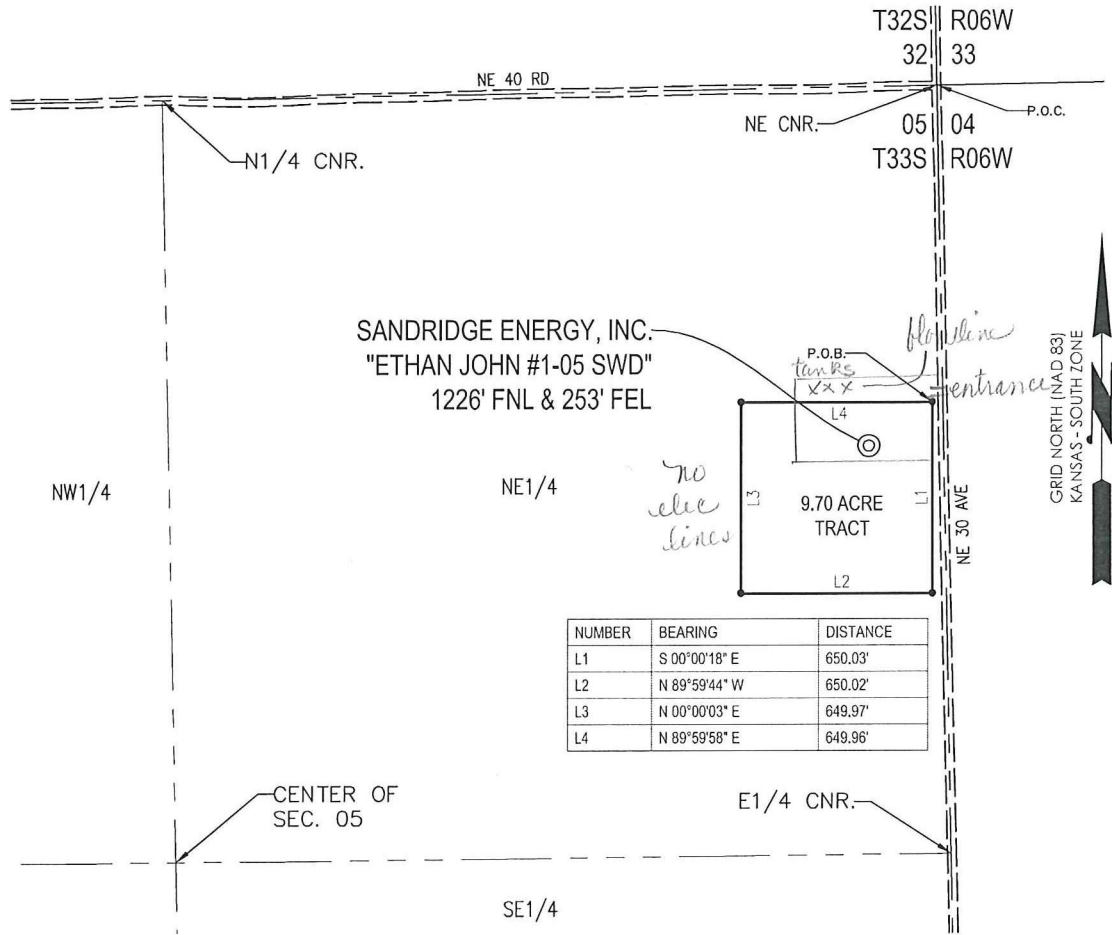 T32S R06W
32 33
NE 40 RD
NE CNR.
P.O.C.
05 04
T33S R06W
N1/4 CNR.
SANDRIDGE ENERGY, INC.
"ETHAN JOHN #1-05 SWD"
1226' FNL & 253' FEL
P.O.B.
flowline
tanks
xxx
entrance
L4
GRID NORTH (NAD 83)
KANSAS - SOUTH ZONE
N
NW1/4
NE1/4
no
elec
lines
L3
9.70 ACRE
TRACT
L1
NE 30 AVE
L2
NUMBER BEARING DISTANCE
L1 S 00°00'18" E 650.03'
L2 N 89°59'44" W 650.02'
L3 N 00°00'03" E 649.97'
L4 N 89°59'58" E 649.96'
CENTER OF
SEC. 05
E1/4 CNR.
SE1/4